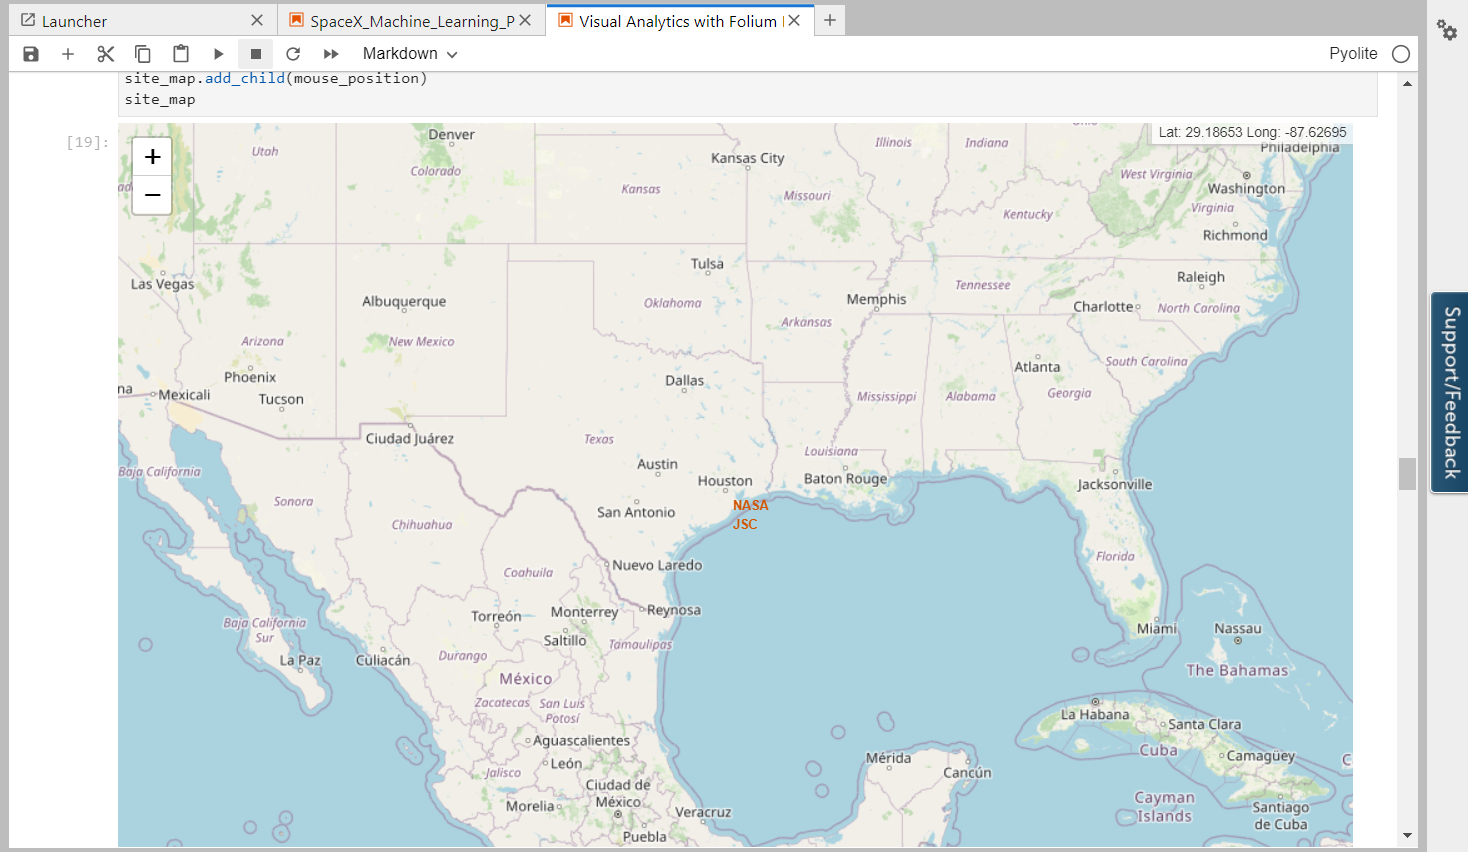 Launcher
SpaceX_Machine_Learning_P
Visual Analytics with Folium
Markdown
Pyolite
site_map.add_child(mouse_position)
site_map
[19]:
+
−
Lat: 29.18653 Long: -87.62695
Denver
Utah
Colorado
Kansas City
Kansas
Missouri
Illinois
Indiana
Ohio
Philadelphia
West Virginia
Washington
Virginia
Kentucky
Richmond
Las Vegas
Albuquerque
Tulsa
Oklahoma
Memphis
Tennessee
Raleigh
Charlotte
North Carolina
Arkansas
Arizona
New Mexico
South Carolina
Phoenix
Mexicali
Tucson
Dallas
Atlanta
Mississippi
Alabama
Georgia
Ciudad Juárez
Texas
Louisiana
Baja California
Austin
Houston
Baton Rouge
Jacksonville
Sonora
San Antonio
NASA
JSC
Chihuahua
Florida
Coahuila
Nuevo Laredo
Torreón
Monterrey
Reynosa
Baja California
Sur
Saltillo
Tamaulipas
Miami
Nassau
La Paz
Culiacán
Durango
The Bahamas
México
Zacatecas
San Luis
Potosí
La Habana
Santa Clara
Aguascalientes
Cuba
Camagüey
León
Mérida
Cancún
Jalisco
Ciudad de
México
Cayman
Islands
Morelia
Veracruz
Santiago
de Cuba
Puebla
Support/Feedback